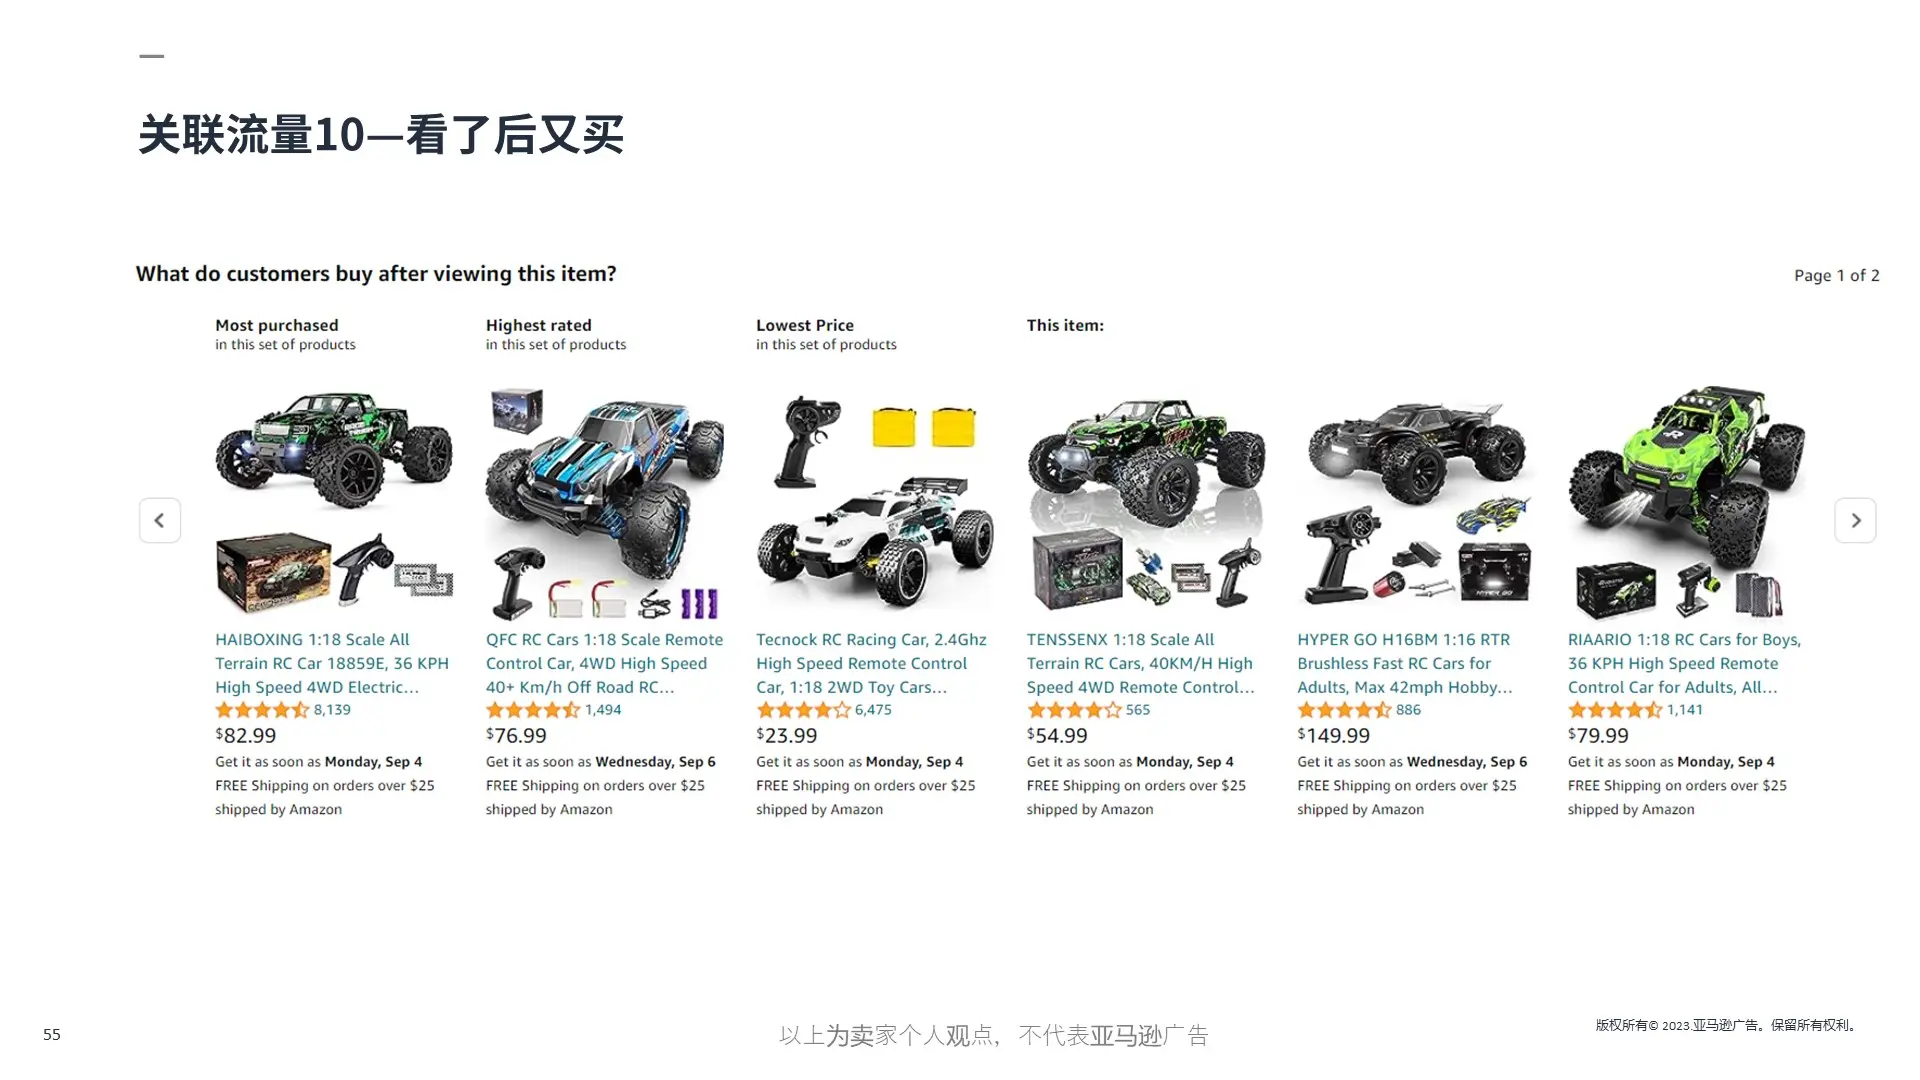 关联流量10—看了后又买
What do customers buy after viewing this item?
Page 1 of 2
Most purchased
in this set of products
Highest rated
in this set of products
Lowest Price
in this set of products
This item:
HAIBOXING 1:18 Scale All
Terrain RC Car 18859E, 36 KPH
High Speed 4WD Electric...
8,139
$82.99
Get it as soon as Monday, Sep 4
FREE Shipping on orders over $25
shipped by Amazon
QFC RC Cars 1:18 Scale Remote
Control Car, 4WD High Speed
40+ Km/h Off Road RC...
1,494
$76.99
Get it as soon as Wednesday, Sep 6
FREE Shipping on orders over $25
shipped by Amazon
Tecnock RC Racing Car, 2.4Ghz
High Speed Remote Control
Car, 1:18 2WD Toy Cars...
6,475
$23.99
Get it as soon as Monday, Sep 4
FREE Shipping on orders over $25
shipped by Amazon
TENSSENX 1:18 Scale All
Terrain RC Cars, 40KM/H High
Speed 4WD Remote Control...
565
$54.99
Get it as soon as Monday, Sep 4
FREE Shipping on orders over $25
shipped by Amazon
HYPER GO H16BM 1:16 RTR
Brushless Fast RC Cars for
Adults, Max 42mph Hobby...
886
$149.99
Get it as soon as Wednesday, Sep 6
FREE Shipping on orders over $25
shipped by Amazon
RIAARIO 1:18 RC Cars for Boys,
36 KPH High Speed Remote
Control Car for Adults, All...
1,141
$79.99
Get it as soon as Monday, Sep 4
FREE Shipping on orders over $25
shipped by Amazon
55
以上为卖家个人观点，不代表亚马逊广告
版权所有© 2023.亚马逊广告。保留所有权利。